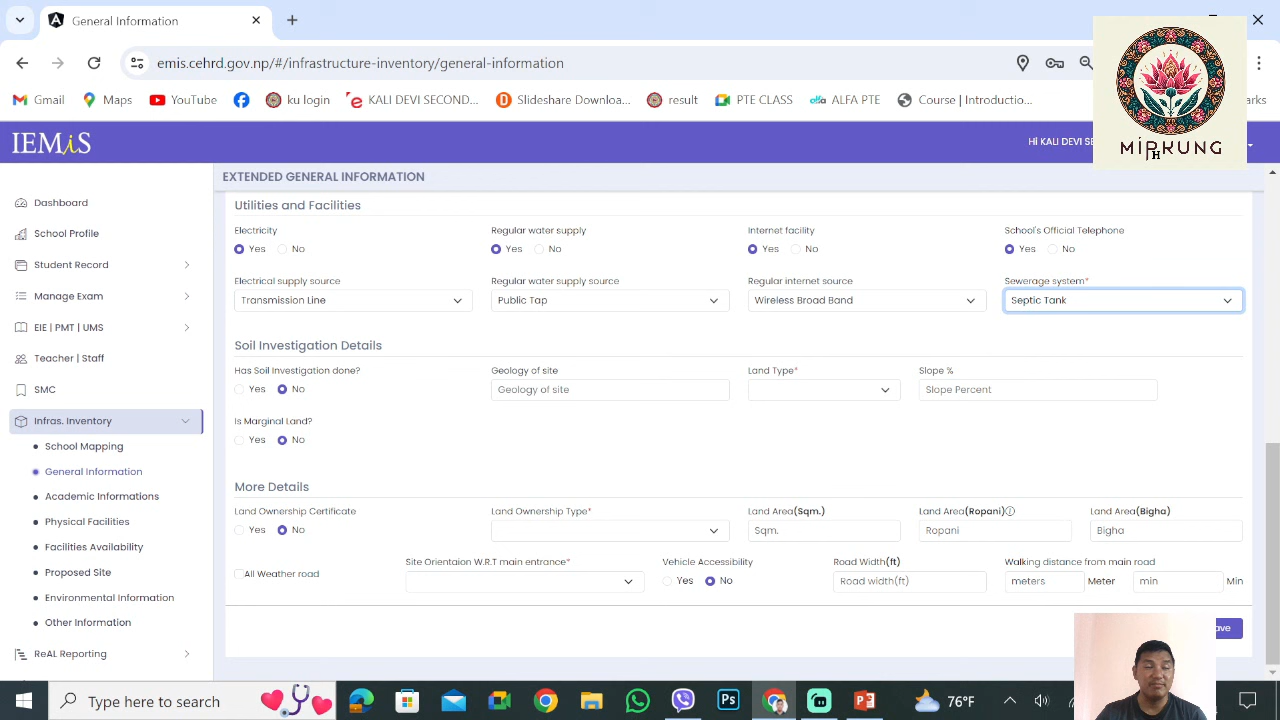 General Information
emis.cehrd.gov.np/#/infrastructure-inventory/general-information
Gmail Maps YouTube ku login KALI DEVI SECOND... Slideshare Downloa... result PTE CLASS ALFA PTE Course | Introductio...
IEMiS
Hi KALI DEVI SE
MIRKUNG
H
EXTENDED GENERAL INFORMATION
Dashboard
School Profile
Student Record
Manage Exam
EIE | PMT | UMS
Teacher | Staff
SMC
Infras. Inventory
School Mapping
General Information
Academic Informations
Physical Facilities
Facilities Availability
Proposed Site
Environmental Information
Other Information
ReAL Reporting
Utilities and Facilities
Electricity Regular water supply Internet facility School's Official Telephone
Yes No Yes No Yes No Yes No
Electrical supply source Regular water supply source Regular internet source Sewerage system*
Transmission Line Public Tap Wireless Broad Band Septic Tank
Soil Investigation Details
Has Soil Investigation done? Geology of site Land Type* Slope %
Yes No Geology of site Slope Percent
Is Marginal Land?
Yes No
More Details
Land Ownership Certificate Land Ownership Type* Land Area(Sqm.) Land Area(Ropani) Land Area(Bigha)
Yes No Sqm. Ropani Bigha
All Weather road Site Orientaion W.R.T main entrance* Vehicle Accessibility Road Width(ft) Walking distance from main road
Yes No Road width(ft) meters Meter min Min
Type here to search
Ps
76°F